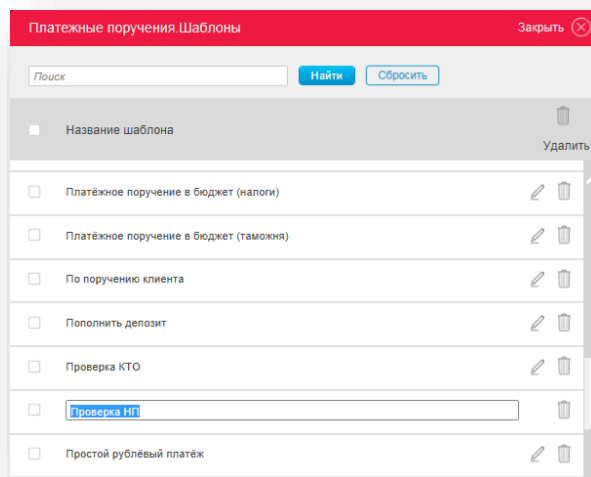 Платежные поручения.Шаблоны
Закрыть
Поиск
Найти
Сбросить
Название шаблона
Удалить
Платёжное поручение в бюджет (налоги)
Платёжное поручение в бюджет (таможня)
По поручению клиента
Пополнить депозит
Проверка КТО
Проверка НП
Простой рублёвый платёж